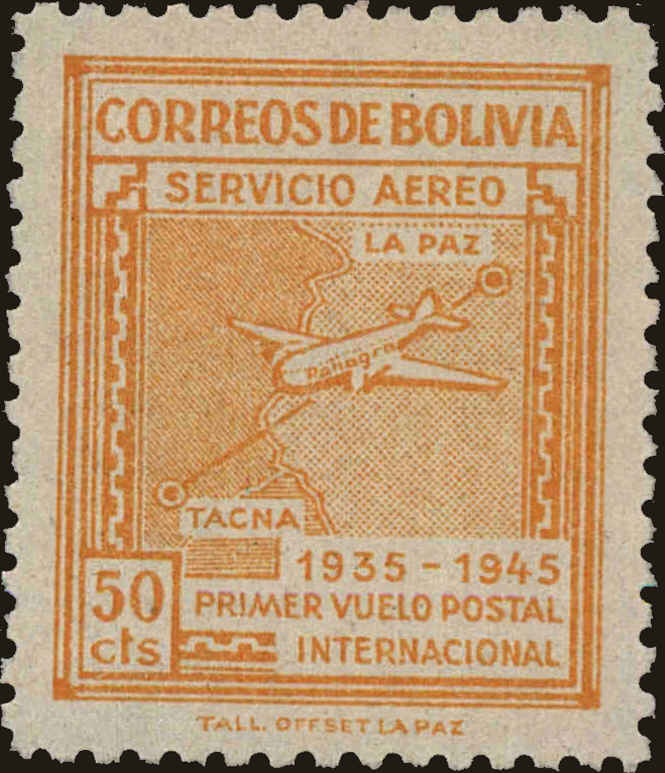 CORREOS DE BOLIVIA
SERVICIO AEREO
LA PAZ
Panagra
TACNA
1935 - 1945
50
cts
PRIMER VUELO POSTAL
INTERNACIONAL
TALL. OFFSET LA PAZ